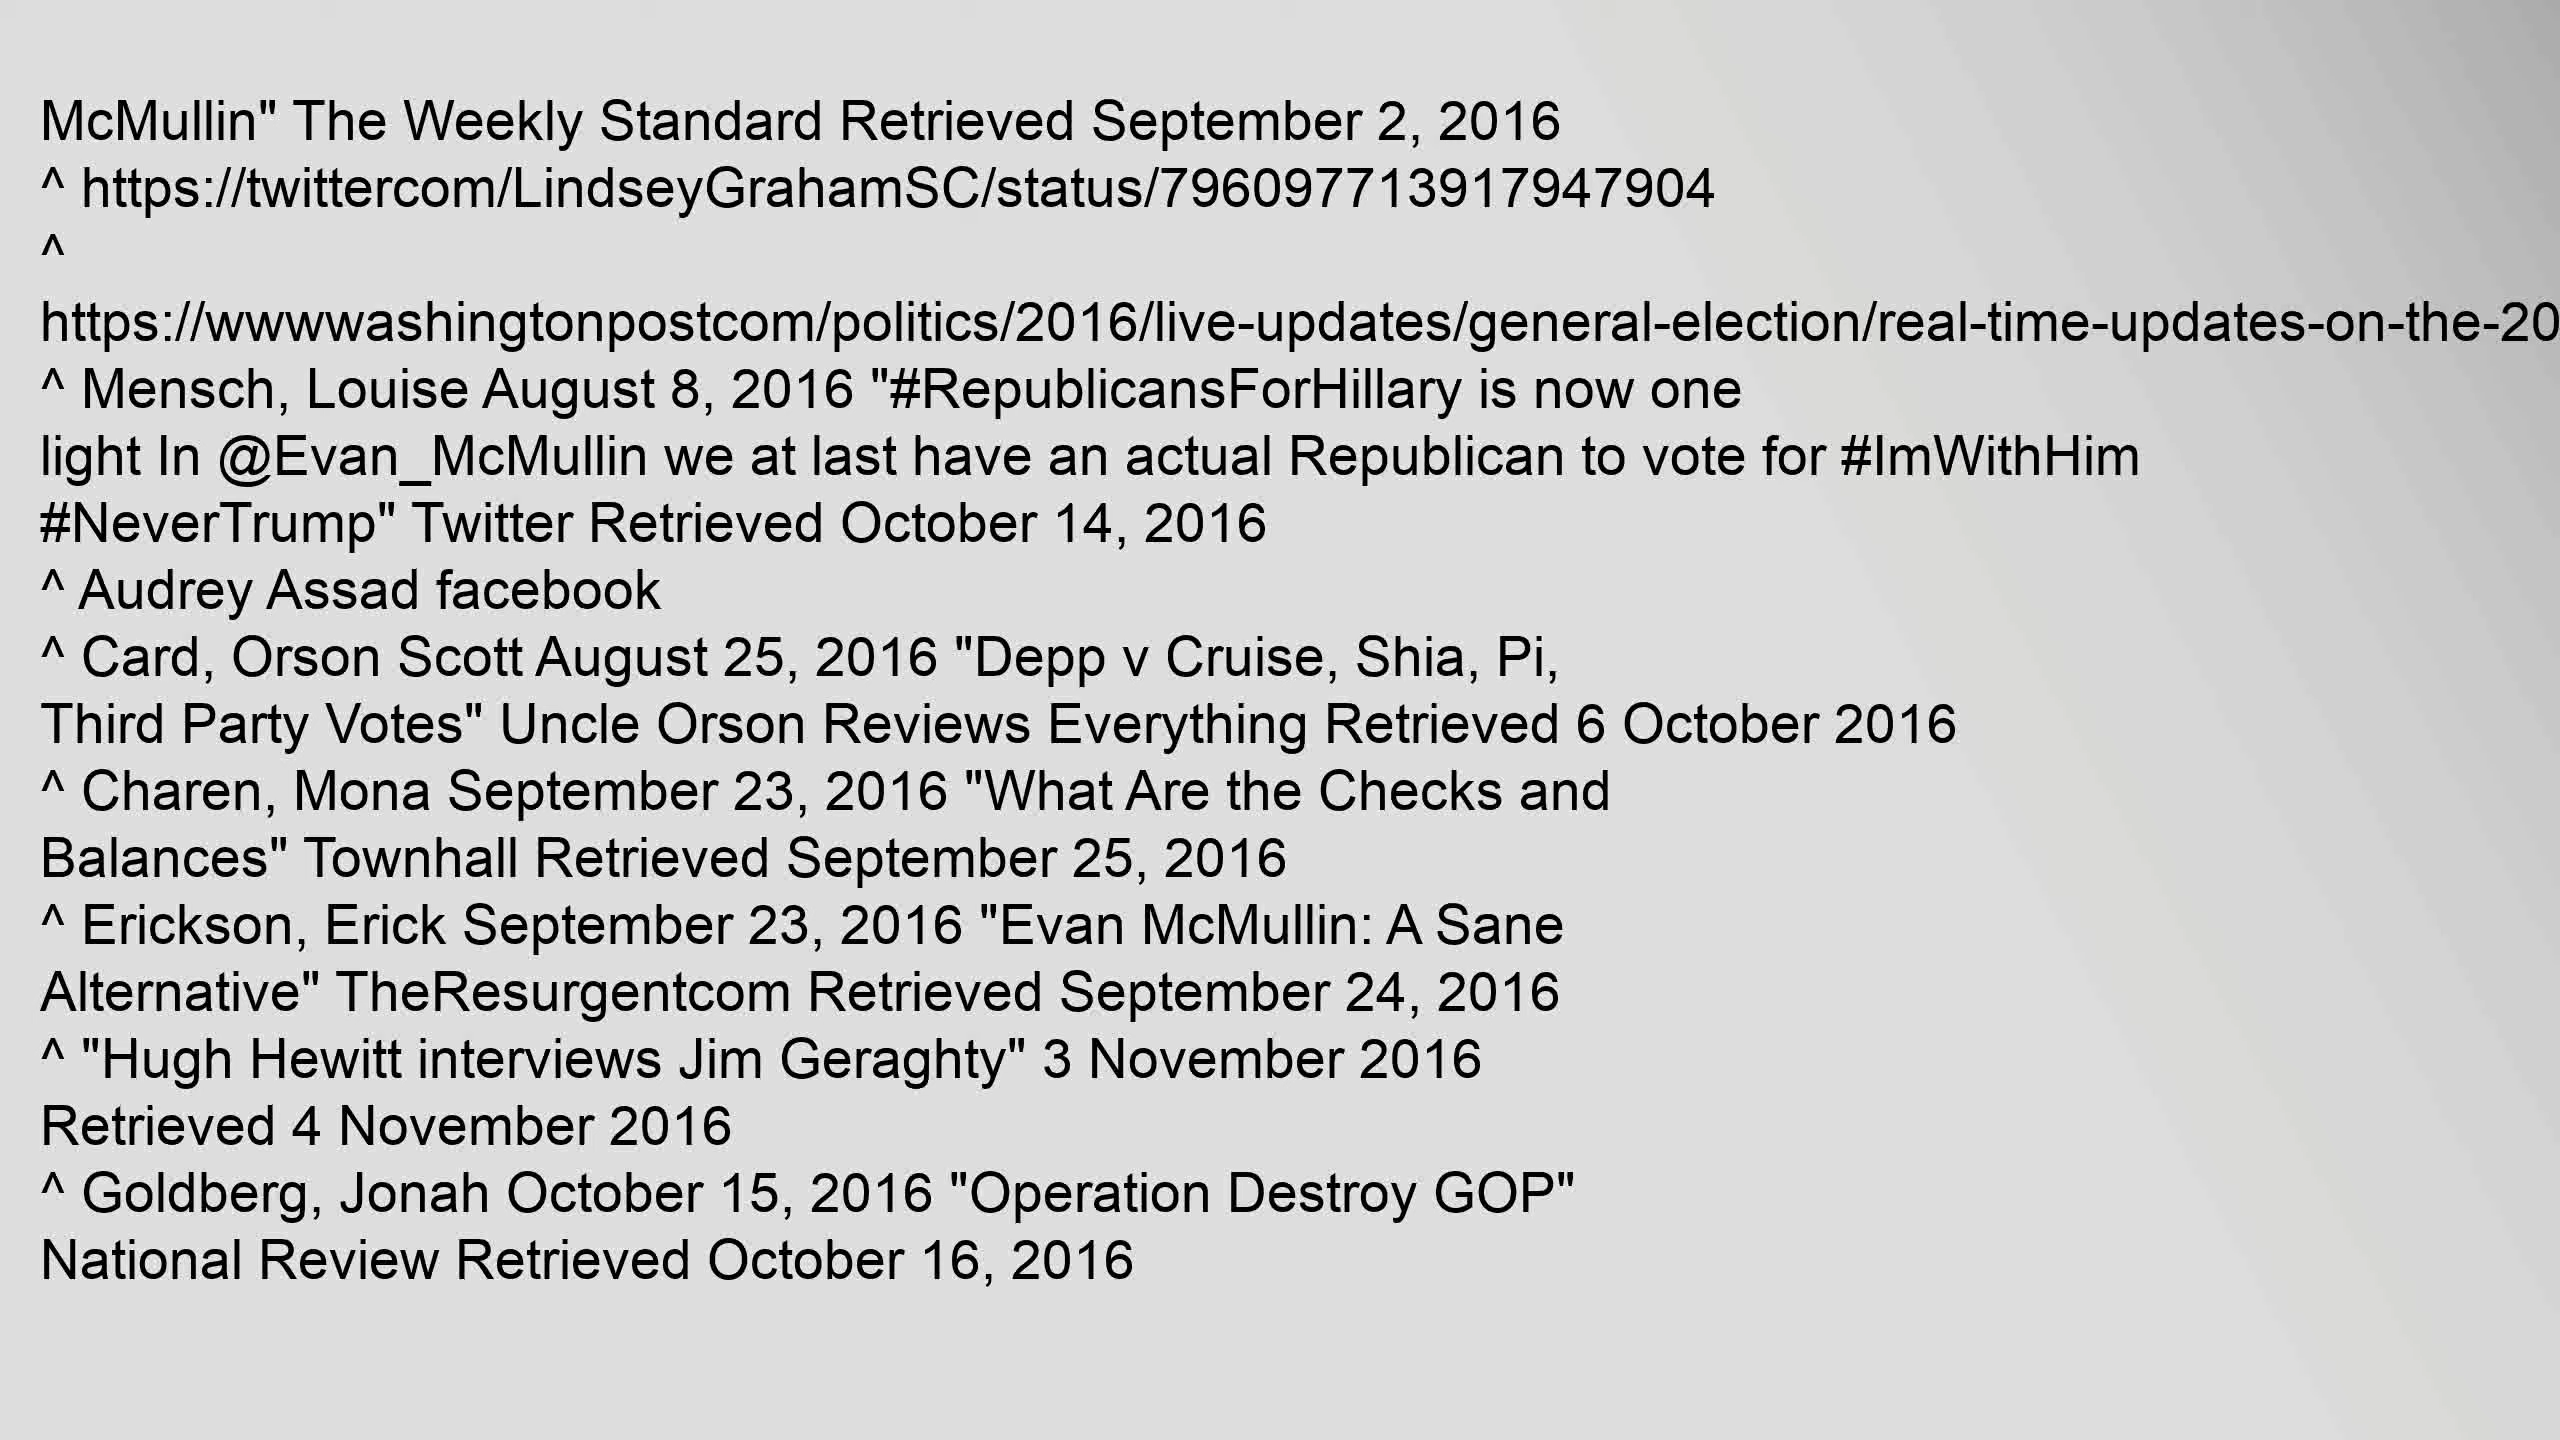 McMullin" The Weekly Standard Retrieved September 2, 2016
^ https://twittercom/LindseyGrahamSC/status/796097713917947904
^
https://wwwwashingtonpostcom/politics/2016/live-updates/general-election/real-time-updates-on-the-20
^ Mensch, Louise August 8, 2016 "#RepublicansForHillary is now one
light In @Evan_McMullin we at last have an actual Republican to vote for #ImWithHim
#NeverTrump" Twitter Retrieved October 14, 2016
^ Audrey Assad facebook
^ Card, Orson Scott August 25, 2016 "Depp v Cruise, Shia, Pi,
Third Party Votes" Uncle Orson Reviews Everything Retrieved 6 October 2016
^ Charen, Mona September 23, 2016 "What Are the Checks and
Balances" Townhall Retrieved September 25, 2016
^ Erickson, Erick September 23, 2016 "Evan McMullin: A Sane
Alternative" TheResurgentcom Retrieved September 24, 2016
^ "Hugh Hewitt interviews Jim Geraghty" 3 November 2016
Retrieved 4 November 2016
^ Goldberg, Jonah October 15, 2016 "Operation Destroy GOP"
National Review Retrieved October 16, 2016